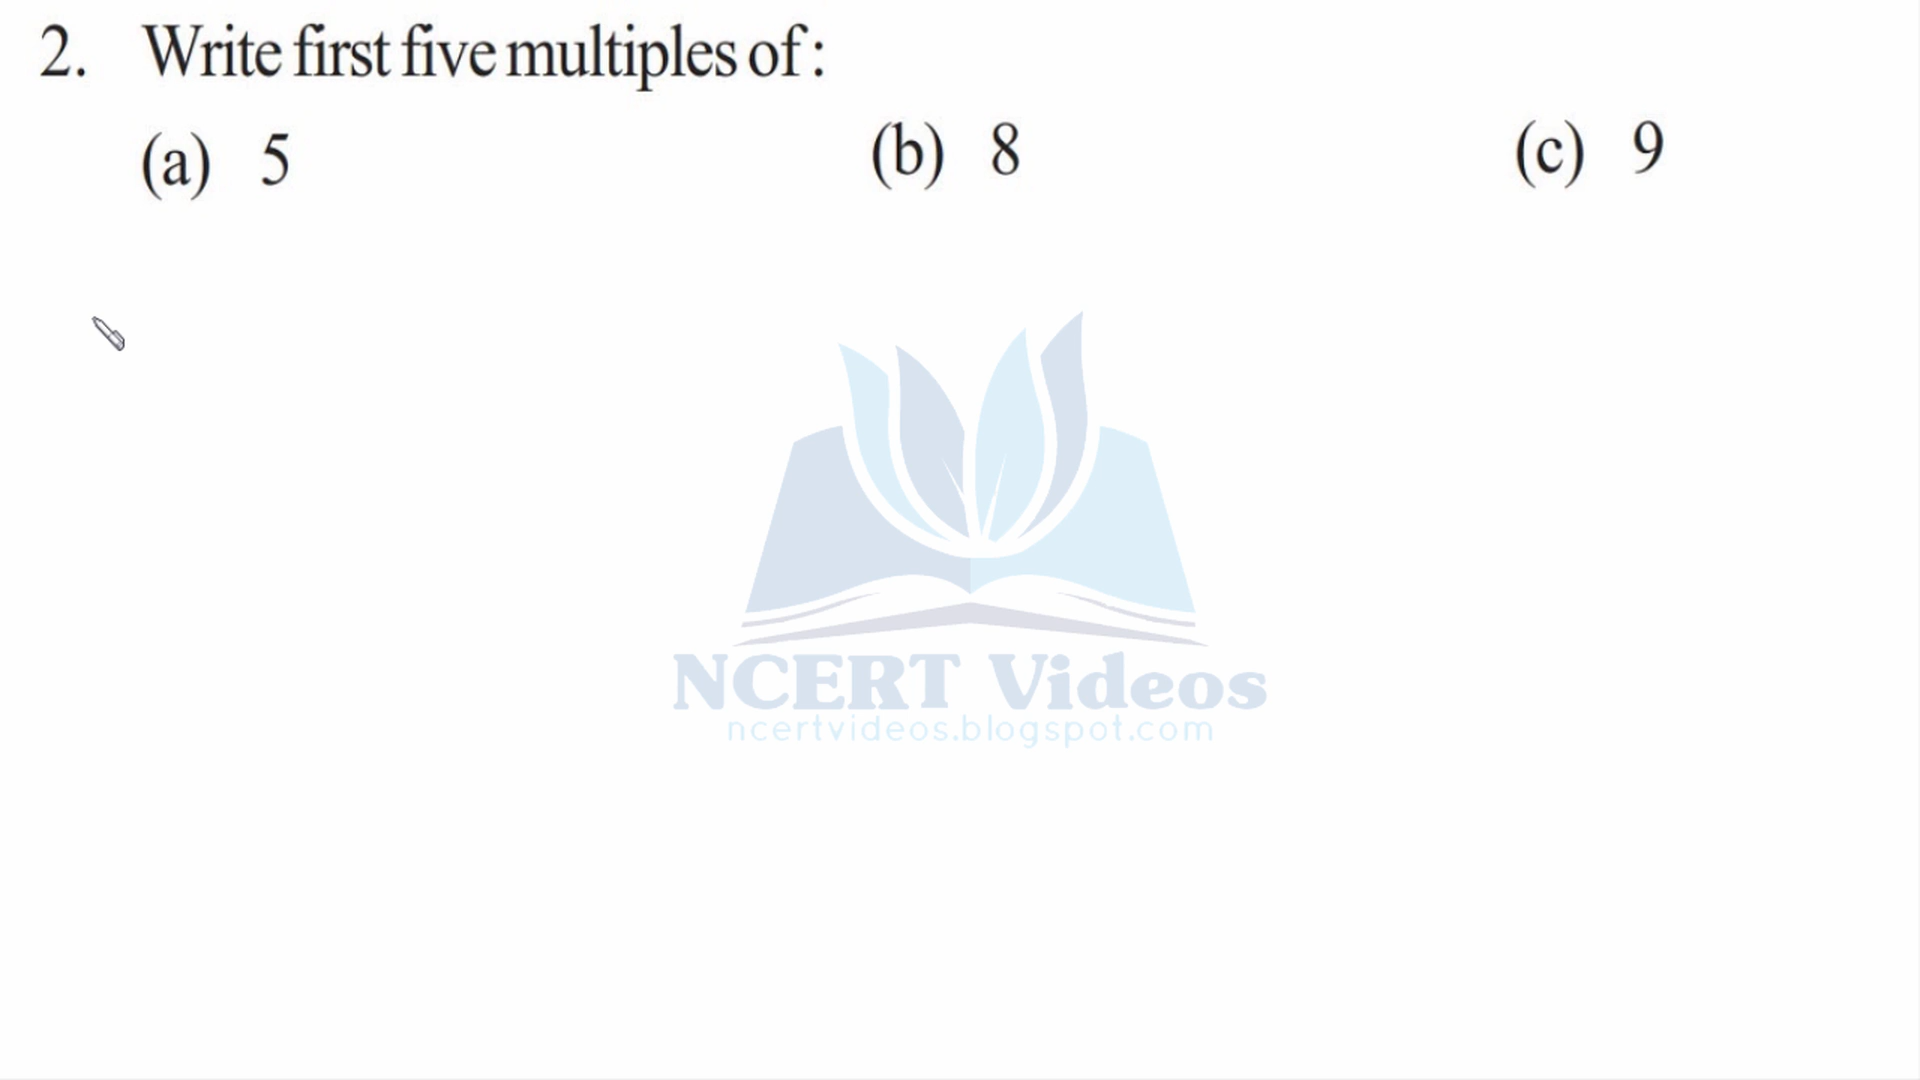 2. Write first five multiples of :
(a) 5 (b) 8 (c) 9
NCERT Videos
ncertvideos.blogspot.com